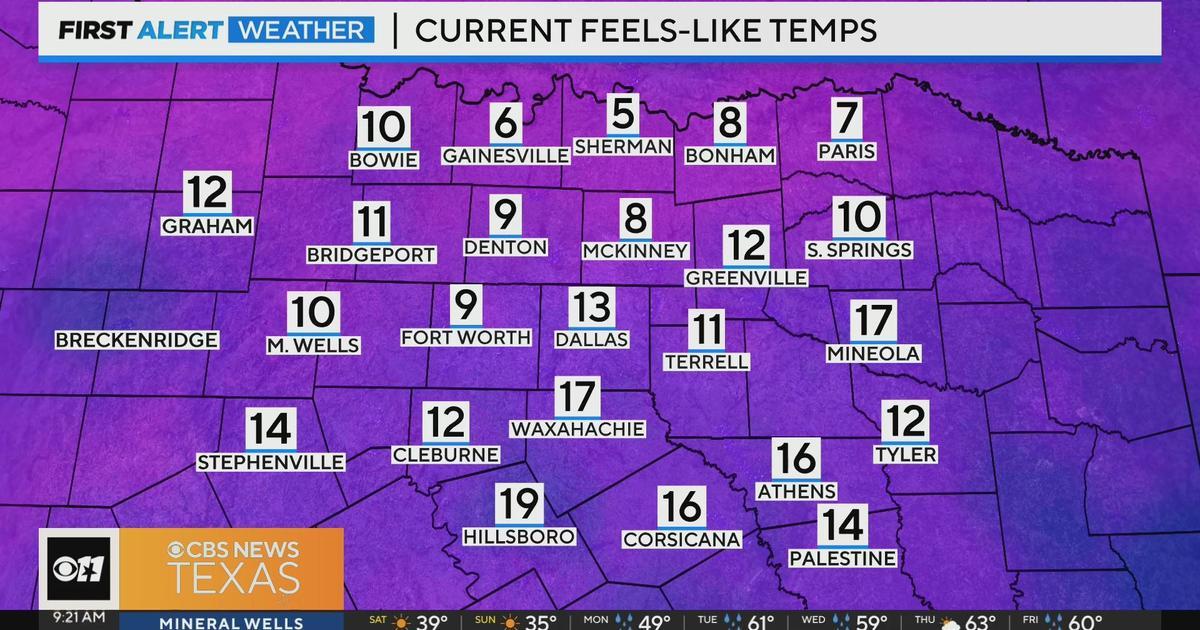 FIRST ALERT WEATHER | CURRENT FEELS-LIKE TEMPS
10
BOWIE
6
GAINESVILLE
5
SHERMAN
8
BONHAM
7
PARIS
12
GRAHAM
11
BRIDGEPORT
9
DENTON
8
MCKINNEY
12
GREENVILLE
10
S. SPRINGS
BRECKENRIDGE
10
M. WELLS
9
FORT WORTH
13
DALLAS
11
TERRELL
17
MINEOLA
14
STEPHENVILLE
12
CLEBURNE
17
WAXAHACHIE
16
ATHENS
12
TYLER
19
HILLSBORO
16
CORSICANA
14
PALESTINE
11
CBS NEWS
TEXAS
9:21 AM
MINERAL WELLS
SAT 39° | SUN 35° | MON 49° | TUE 61° | WED 59° | THU 63° | FRI 60°